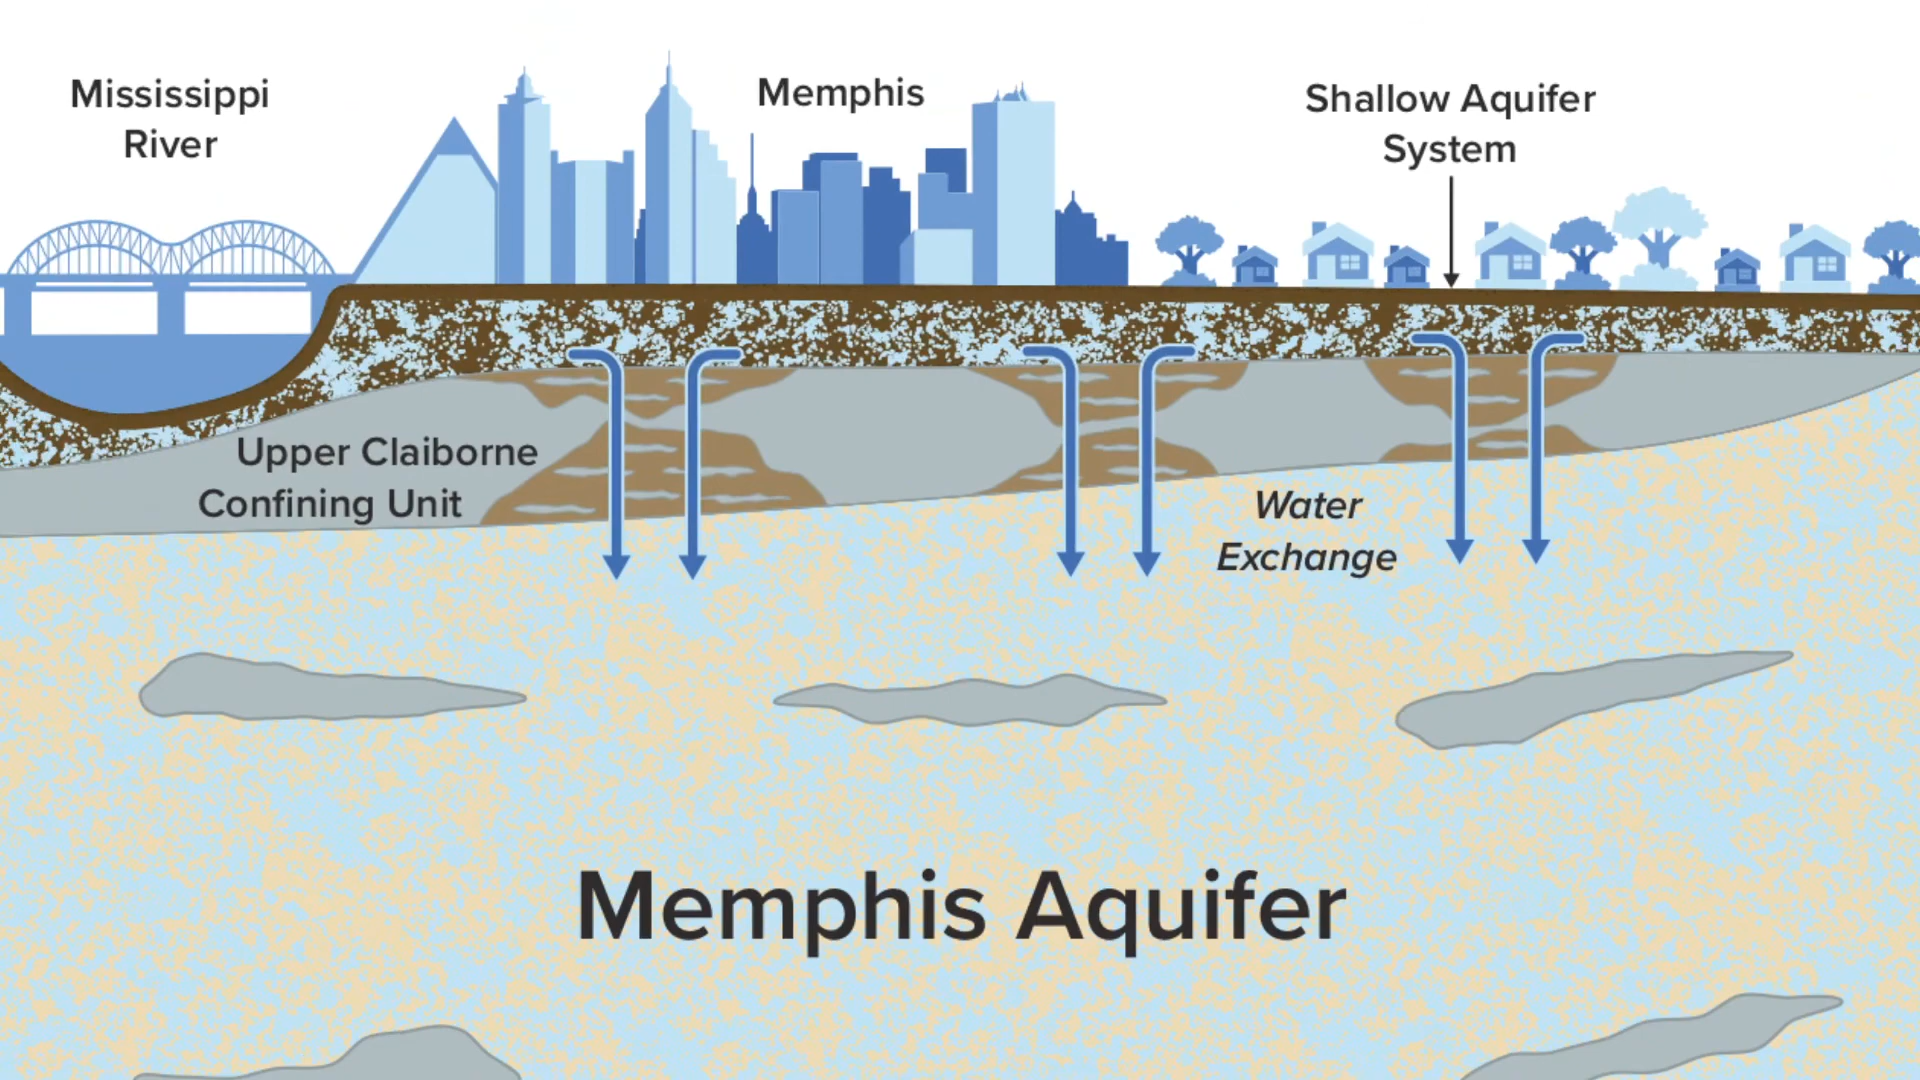 Mississippi
River
Memphis
Shallow Aquifer
System
Upper Claiborne
Confining Unit
Water
Exchange
Memphis Aquifer